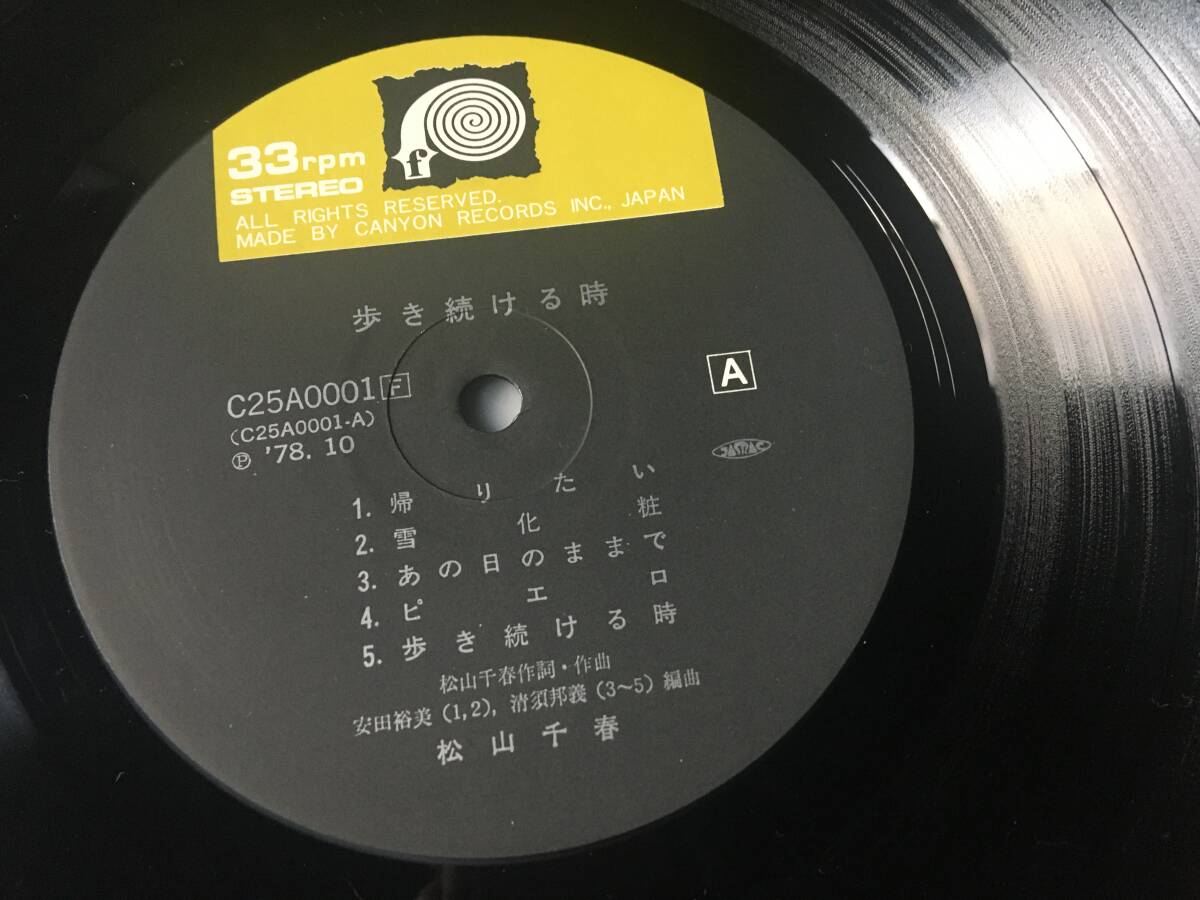 f
33rpm
STEREO
ALL RIGHTS RESERVED.
MADE BY CANYON RECORDS INC., JAPAN
歩き続ける時
C25A0001 F
(C25A0001-A)
Ⓟ '78. 10
A
JASRAC
1. 帰りたい
2. 雪化粧
3. あの日のままで
4. ピエロ
5. 歩き続ける時
松山千春作詞・作曲
安田裕美 (1,2), 清須邦義 (3~5) 編曲
松山千春